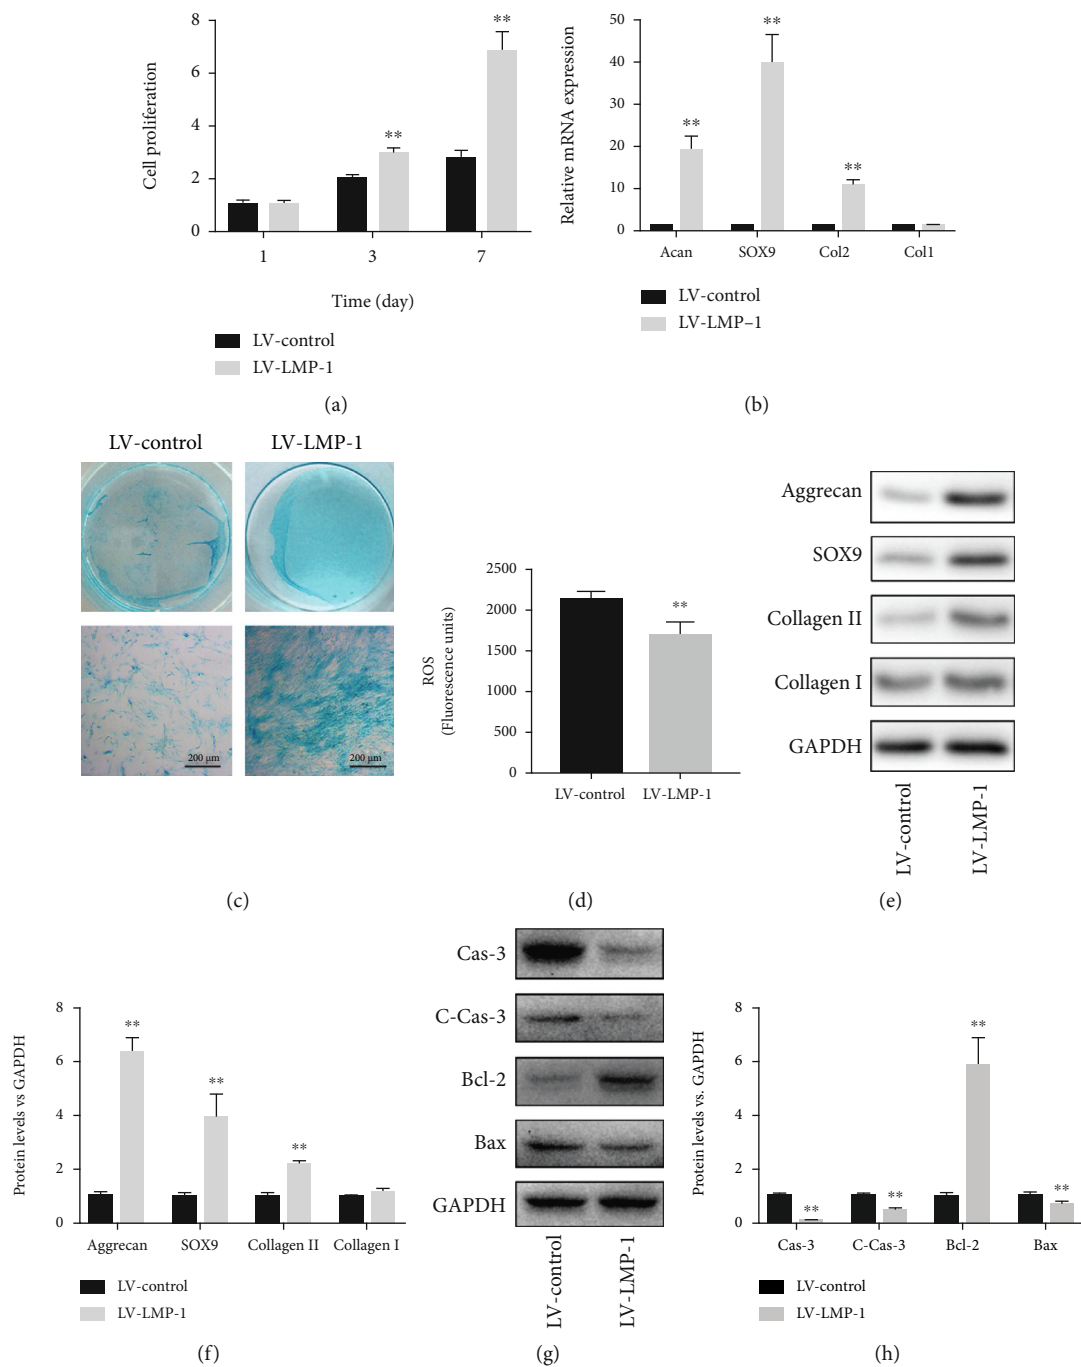 Cell proliferation
8
6
4
2
0
**
**
1
3
7
Time (day)
LV-control
LV-LMP-1
(a)
Relative mRNA expression
50
40
30
20
10
0
**
**
**
Acan
SOX9
Col2
Col1
LV-control
LV-LMP–1
(b)
LV-control
LV-LMP-1
200 μm
200 μm
(c)
ROS
(Fluorescence units)
2500
2000
1500
1000
500
0
**
LV-control
LV-LMP-1
(d)
Aggrecan
SOX9
Collagen II
Collagen I
GAPDH
LV-control
LV-LMP-1
(e)
Protein levels vs GAPDH
8
6
4
2
0
**
**
**
Aggrecan
SOX9
Collagen II
Collagen I
LV-control
LV-LMP-1
(f)
Cas-3
C-Cas-3
Bcl-2
Bax
GAPDH
LV-control
LV-LMP-1
(g)
Protein levels vs. GAPDH
8
6
4
2
0
**
**
**
**
Cas-3
C-Cas-3
Bcl-2
Bax
LV-control
LV-LMP-1
(h)